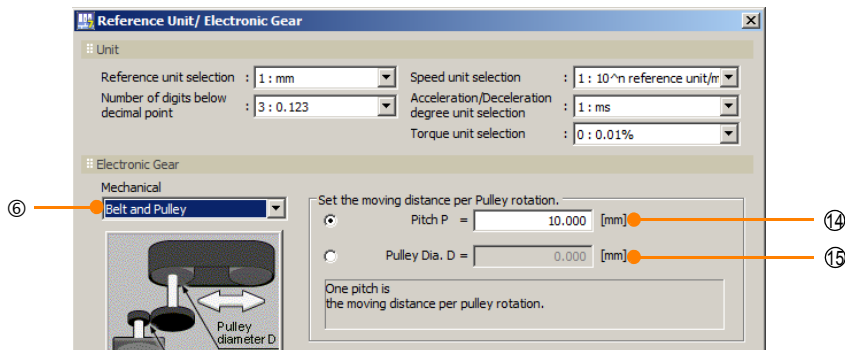 Reference Unit/ Electronic Gear
Unit
Reference unit selection : 1 : mm
Speed unit selection : 1 : 10^n reference unit/m
Number of digits below
decimal point : 3 : 0.123
Acceleration/Deceleration
degree unit selection : 1 : ms
Torque unit selection : 0 : 0.01%
Electronic Gear
Mechanical
⑥ Belt and Pulley
Set the moving distance per Pulley rotation.
Pitch P = 10.000 [mm] ⑭
Pulley Dia. D = 0.000 [mm] ⑮
One pitch is
the moving distance per pulley rotation.
Pulley
diameter D